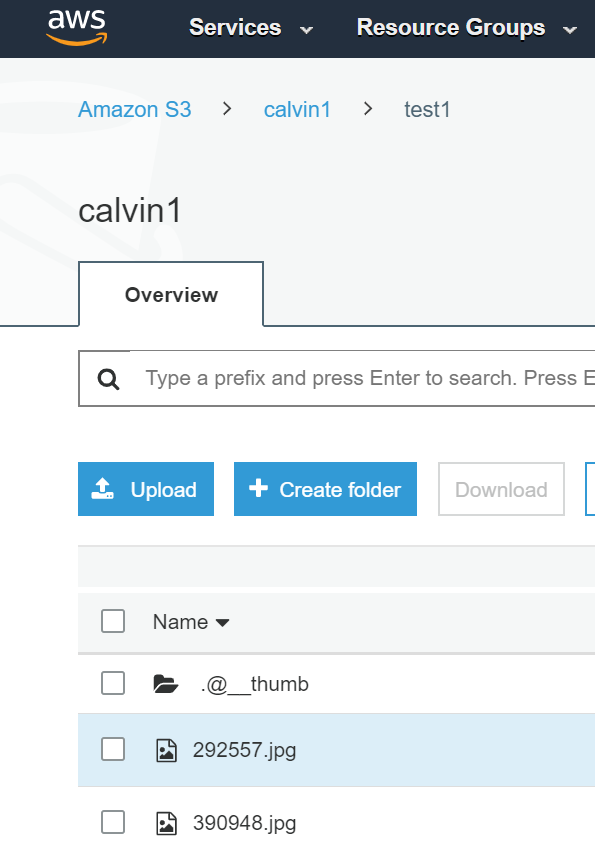 aws Services Resource Groups
Amazon S3 > calvin1 > test1
calvin1
Overview
Type a prefix and press Enter to search. Press E
Upload Create folder Download
Name
.@__thumb
292557.jpg
390948.jpg